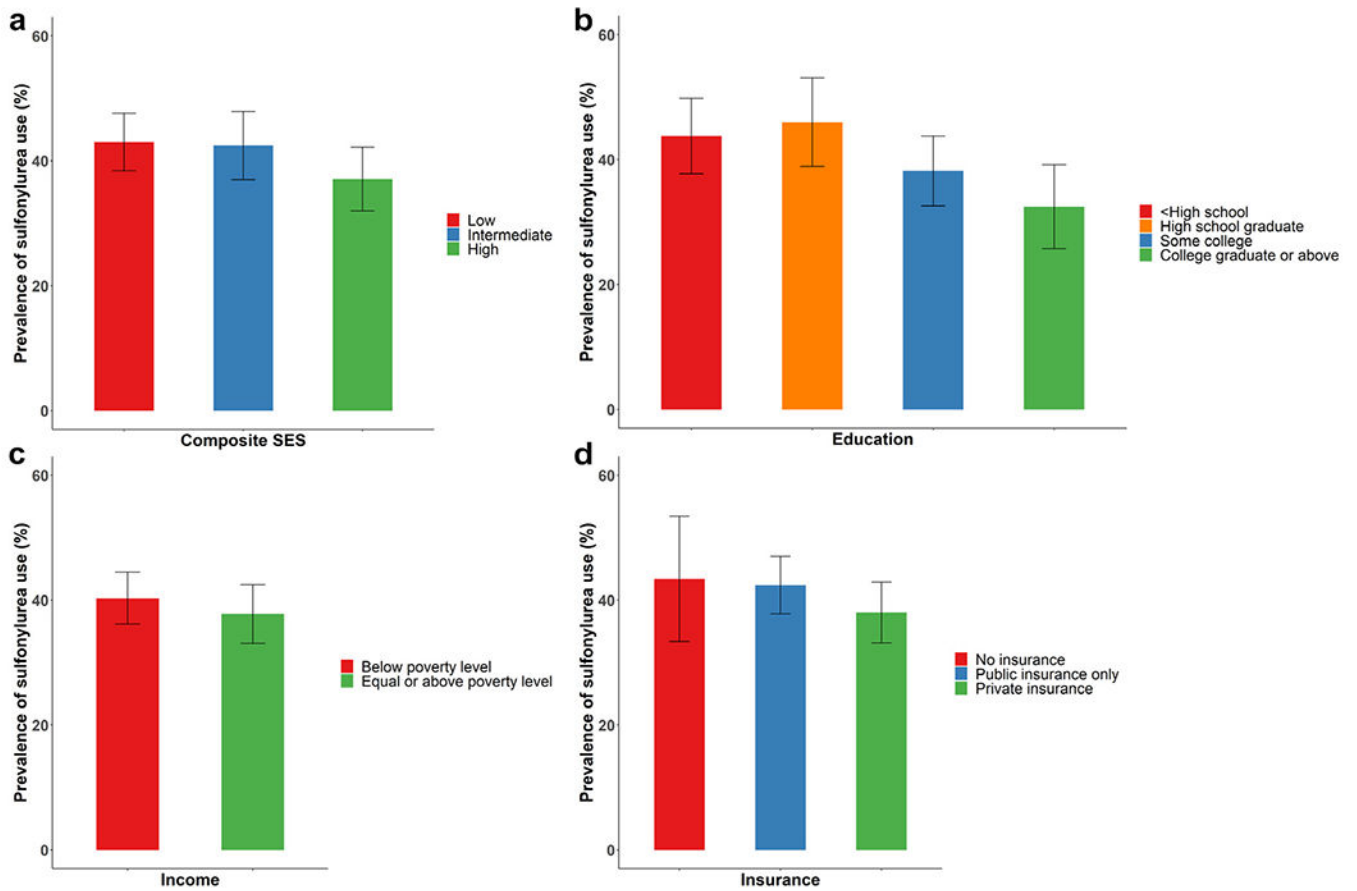 a
Prevalence of sulfonylurea use (%)
60
40
20
0
Composite SES
Low
Intermediate
High
b
Prevalence of sulfonylurea use (%)
60
40
20
0
Education
<High school
High school graduate
Some college
College graduate or above
c
Prevalence of sulfonylurea use (%)
60
40
20
0
Income
Below poverty level
Equal or above poverty level
d
Prevalence of sulfonylurea use (%)
60
40
20
0
Insurance
No insurance
Public insurance only
Private insurance